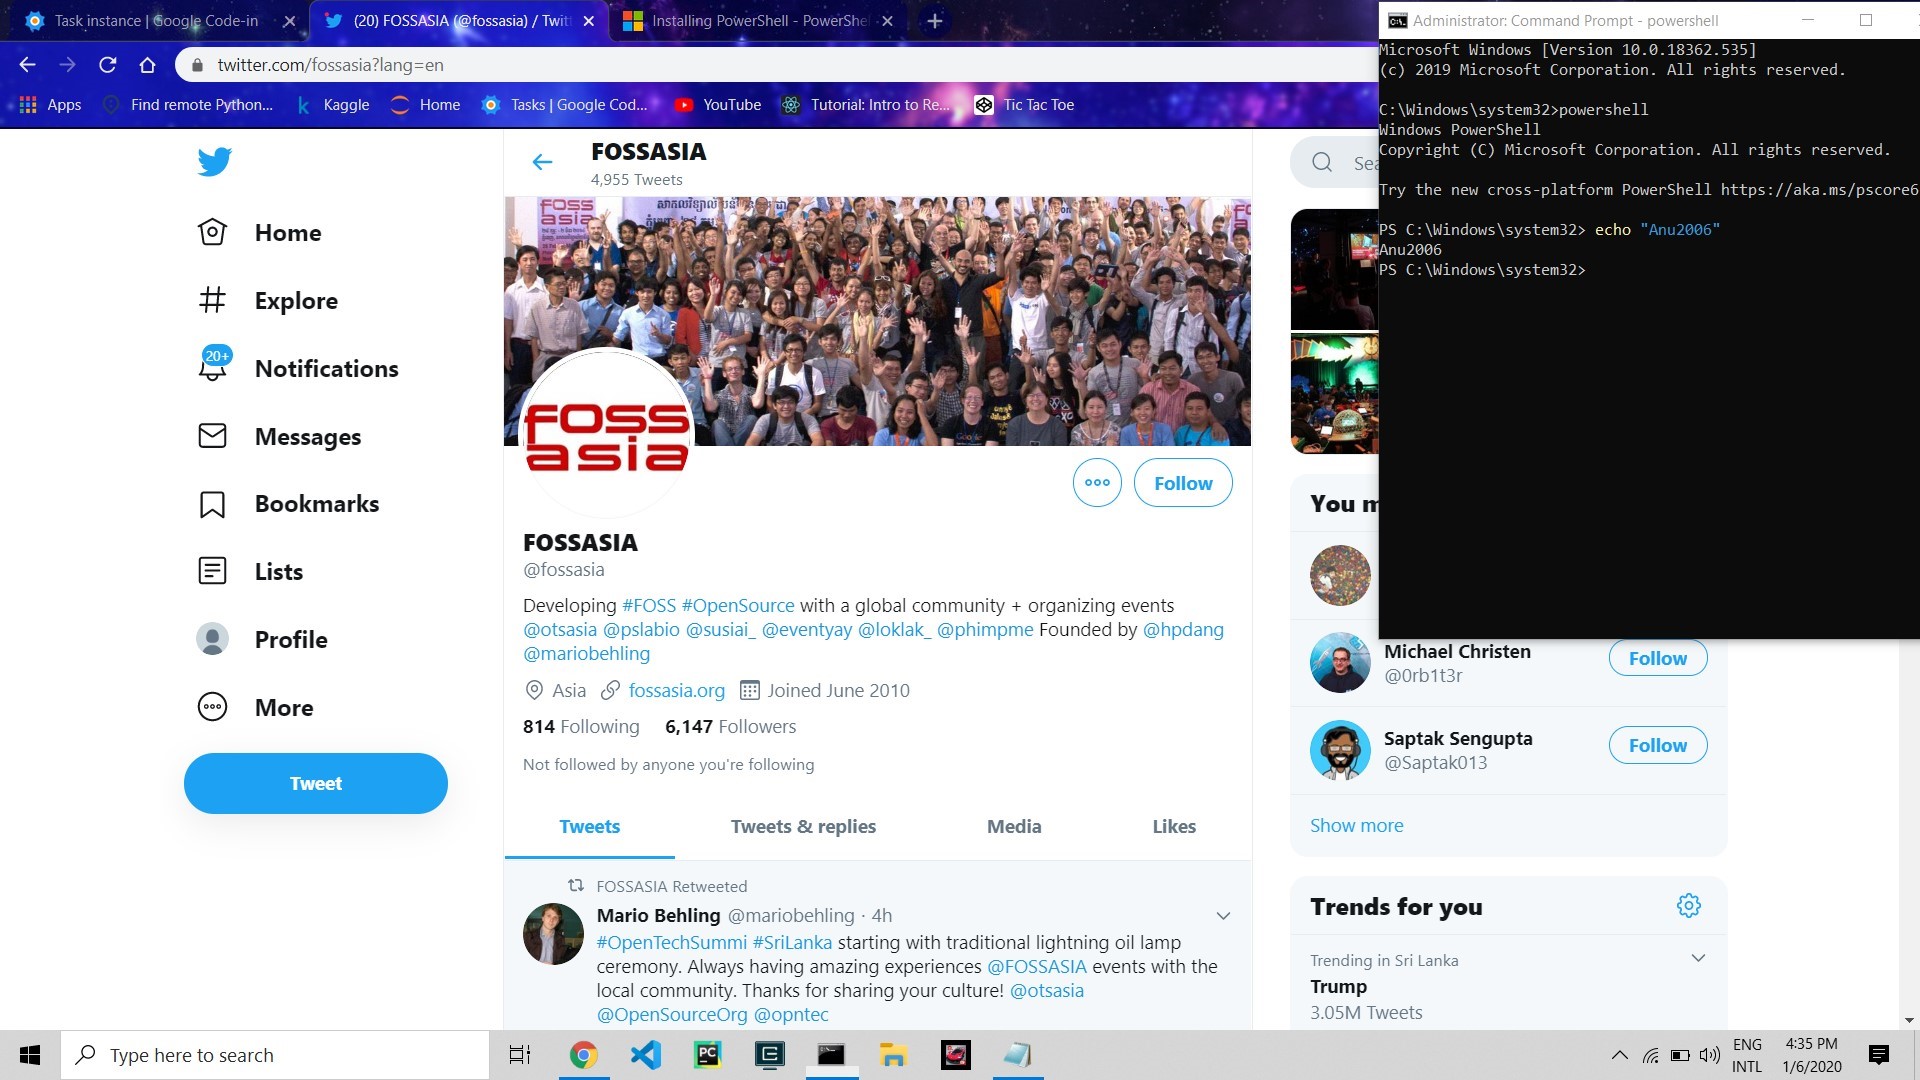 Task instance | Google Code-in
(20) FOSSASIA (@fossasia) / Twit
Installing PowerShell - PowerShel
twitter.com/fossasia?lang=en
Apps
Find remote Python...
Kaggle
Home
Tasks | Google Cod...
YouTube
Tutorial: Intro to Re...
Tic Tac Toe
Home
Explore
20+
Notifications
Messages
Bookmarks
Lists
Profile
More
Tweet
FOSSASIA
4,955 Tweets
FOSS
asia
FOSSASIA
@fossasia
Follow
Developing #FOSS #OpenSource with a global community + organizing events
@otsasia @pslabio @susiai_ @eventyay @loklak_ @phimpme Founded by @hpdang
@mariobehling
Asia fossasia.org Joined June 2010
814 Following 6,147 Followers
Not followed by anyone you're following
Tweets Tweets & replies Media Likes
FOSSASIA Retweeted
Mario Behling @mariobehling · 4h
#OpenTechSummi #SriLanka starting with traditional lightning oil lamp
ceremony. Always having amazing experiences @FOSSASIA events with the
local community. Thanks for sharing your culture! @otsasia
@OpenSourceOrg @opntec
Sea
You m
Michael Christen
@0rb1t3r
Follow
Saptak Sengupta
@Saptak013
Follow
Show more
Trends for you
Trending in Sri Lanka
Trump
3.05M Tweets
Administrator: Command Prompt - powershell
Microsoft Windows [Version 10.0.18362.535]
(c) 2019 Microsoft Corporation. All rights reserved.
C:\Windows\system32>powershell
Windows PowerShell
Copyright (C) Microsoft Corporation. All rights reserved.
Try the new cross-platform PowerShell https://aka.ms/pscore6
PS C:\Windows\system32> echo "Anu2006"
Anu2006
PS C:\Windows\system32>
Type here to search
PC
ENG
INTL
4:35 PM
1/6/2020